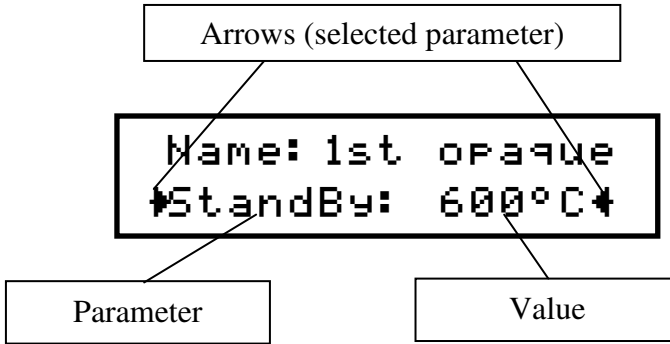 Arrows (selected parameter)
Name: 1st opaque
StandBy: 600°C
Parameter
Value